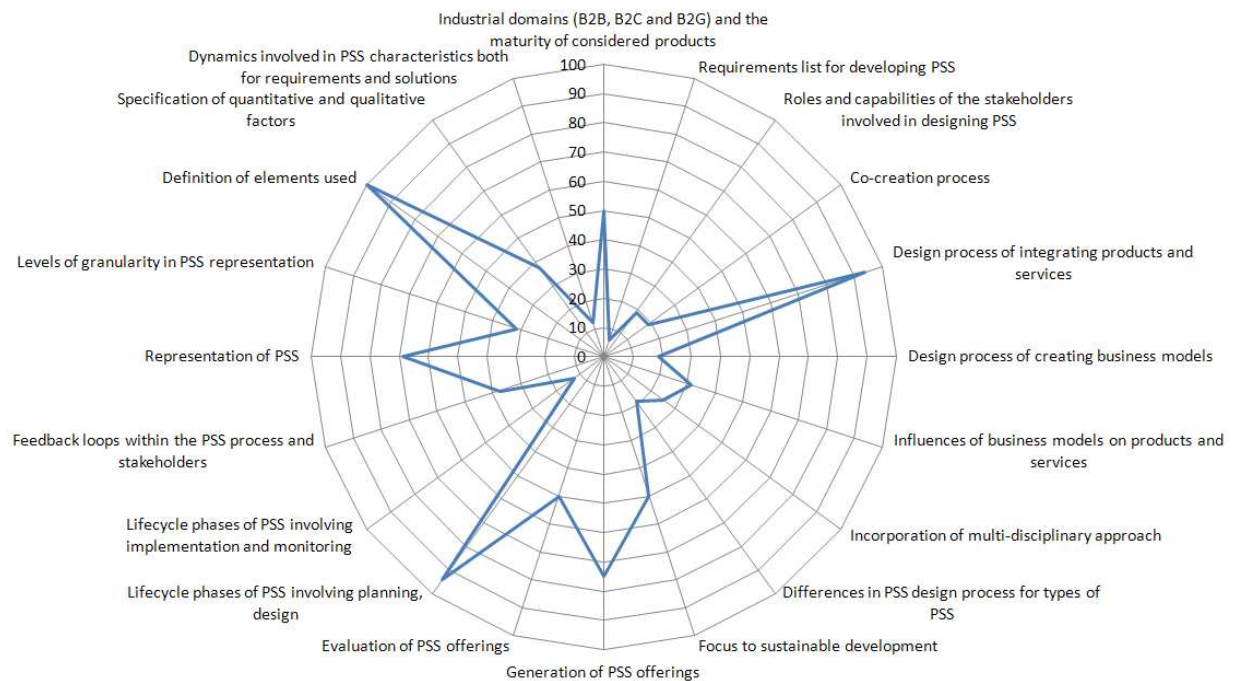 Industrial domains (B2B, B2C and B2G) and the
maturity of considered products
Dynamics involved in PSS characteristics both
for requirements and solutions
Requirements list for developing PSS
Specification of quantitative and qualitative
factors
Roles and capabilities of the stakeholders
involved in designing PSS
Definition of elements used
Co-creation process
Levels of granularity in PSS representation
Design process of integrating products and
services
Representation of PSS
Design process of creating business models
Feedback loops within the PSS process and
stakeholders
Influences of business models on products and
services
Lifecycle phases of PSS involving
implementation and monitoring
Incorporation of multi-disciplinary approach
Lifecycle phases of PSS involving planning,
design
Differences in PSS design process for types of
PSS
Evaluation of PSS offerings
Focus to sustainable development
Generation of PSS offerings
100
90
80
70
60
50
40
30
20
10
0